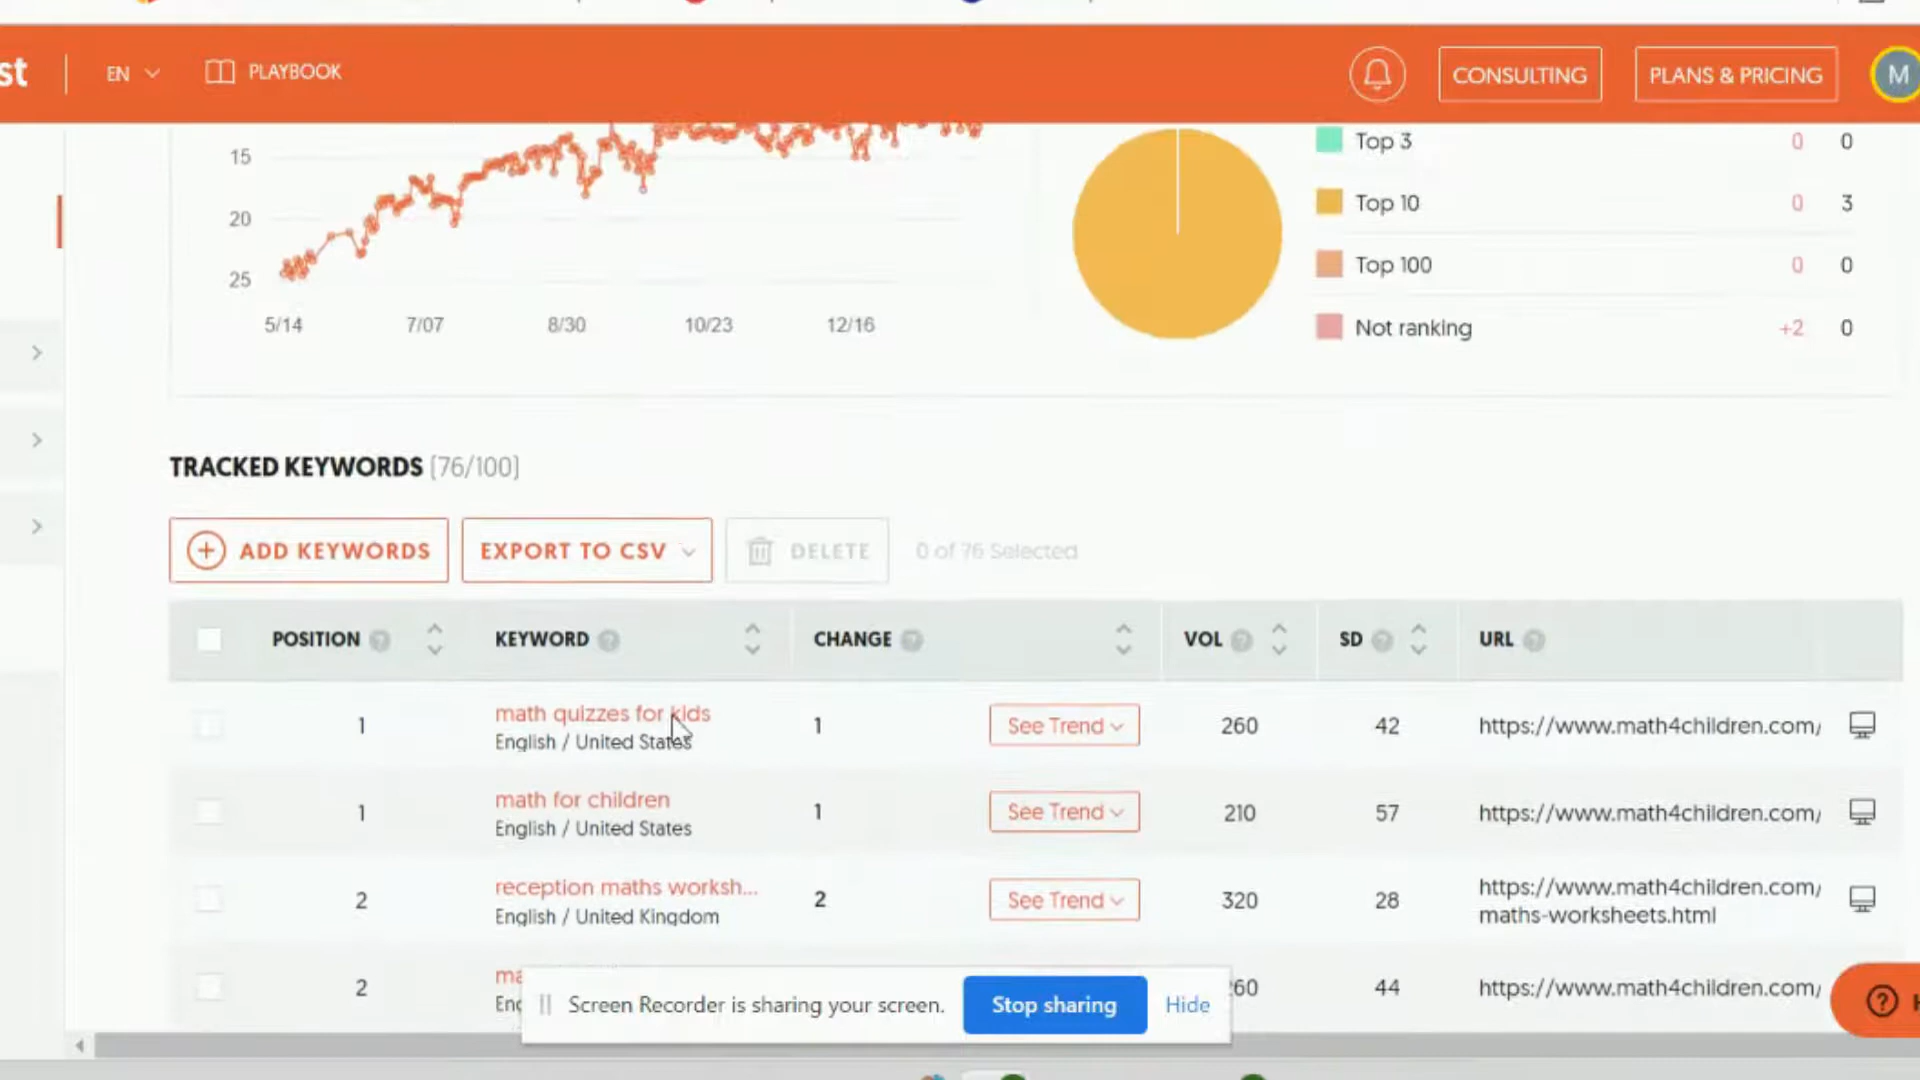 st
EN
PLAYBOOK
CONSULTING
PLANS & PRICING
M
15
20
25
5/14
7/07
8/30
10/23
12/16
Top 3
0
0
Top 10
0
3
Top 100
0
0
Not ranking
+2
0
TRACKED KEYWORDS [76/100]
ADD KEYWORDS
EXPORT TO CSV
DELETE
0 of 76 Selected
POSITION ?
KEYWORD ?
CHANGE ?
VOL ?
SD ?
URL ?
1
math quizzes for kids
English / United States
1
See Trend
260
42
https://www.math4children.com/
1
math for children
English / United States
1
See Trend
210
57
https://www.math4children.com/
2
reception maths worksh...
English / United Kingdom
2
See Trend
320
28
https://www.math4children.com/
maths-worksheets.html
2
ma
Eng
60
44
https://www.math4children.com/
Screen Recorder is sharing your screen.
Stop sharing
Hide
?